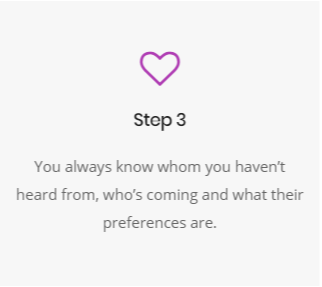 Step 3
You always know whom you haven't
heard from, who's coming and what their
preferences are.